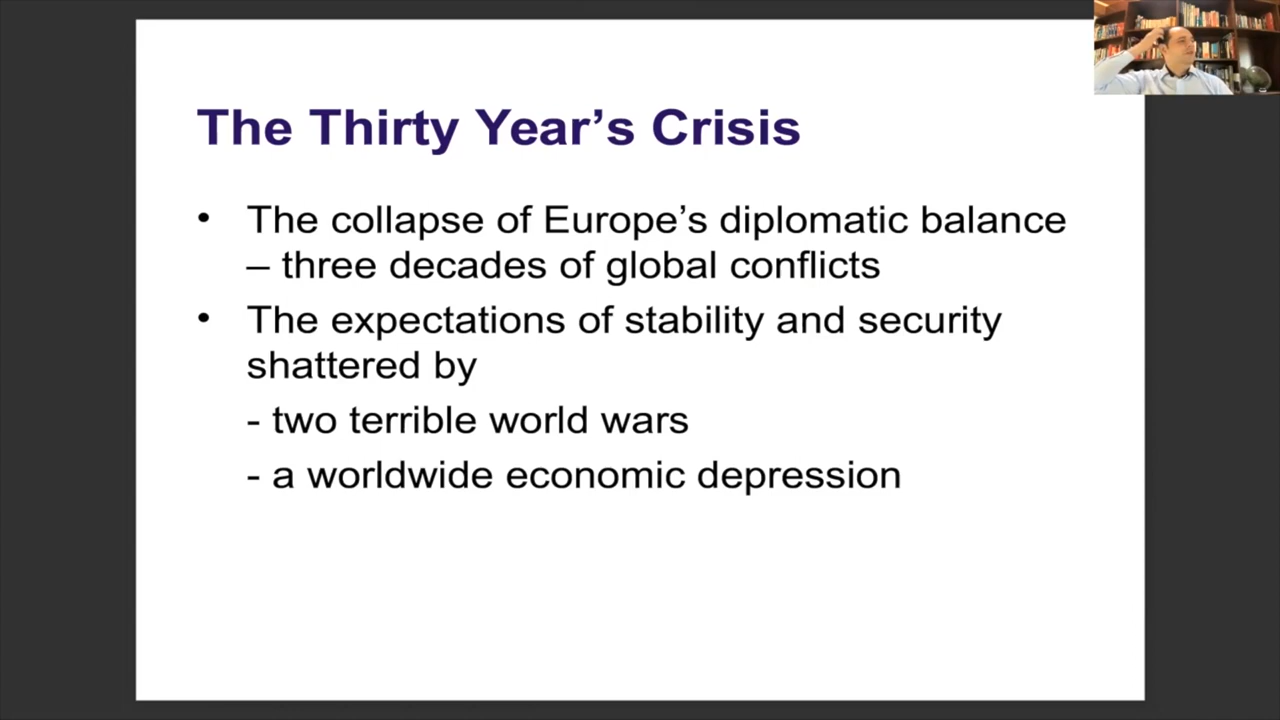 The Thirty Year’s Crisis
• The collapse of Europe’s diplomatic balance
– three decades of global conflicts
• The expectations of stability and security
shattered by
- two terrible world wars
- a worldwide economic depression